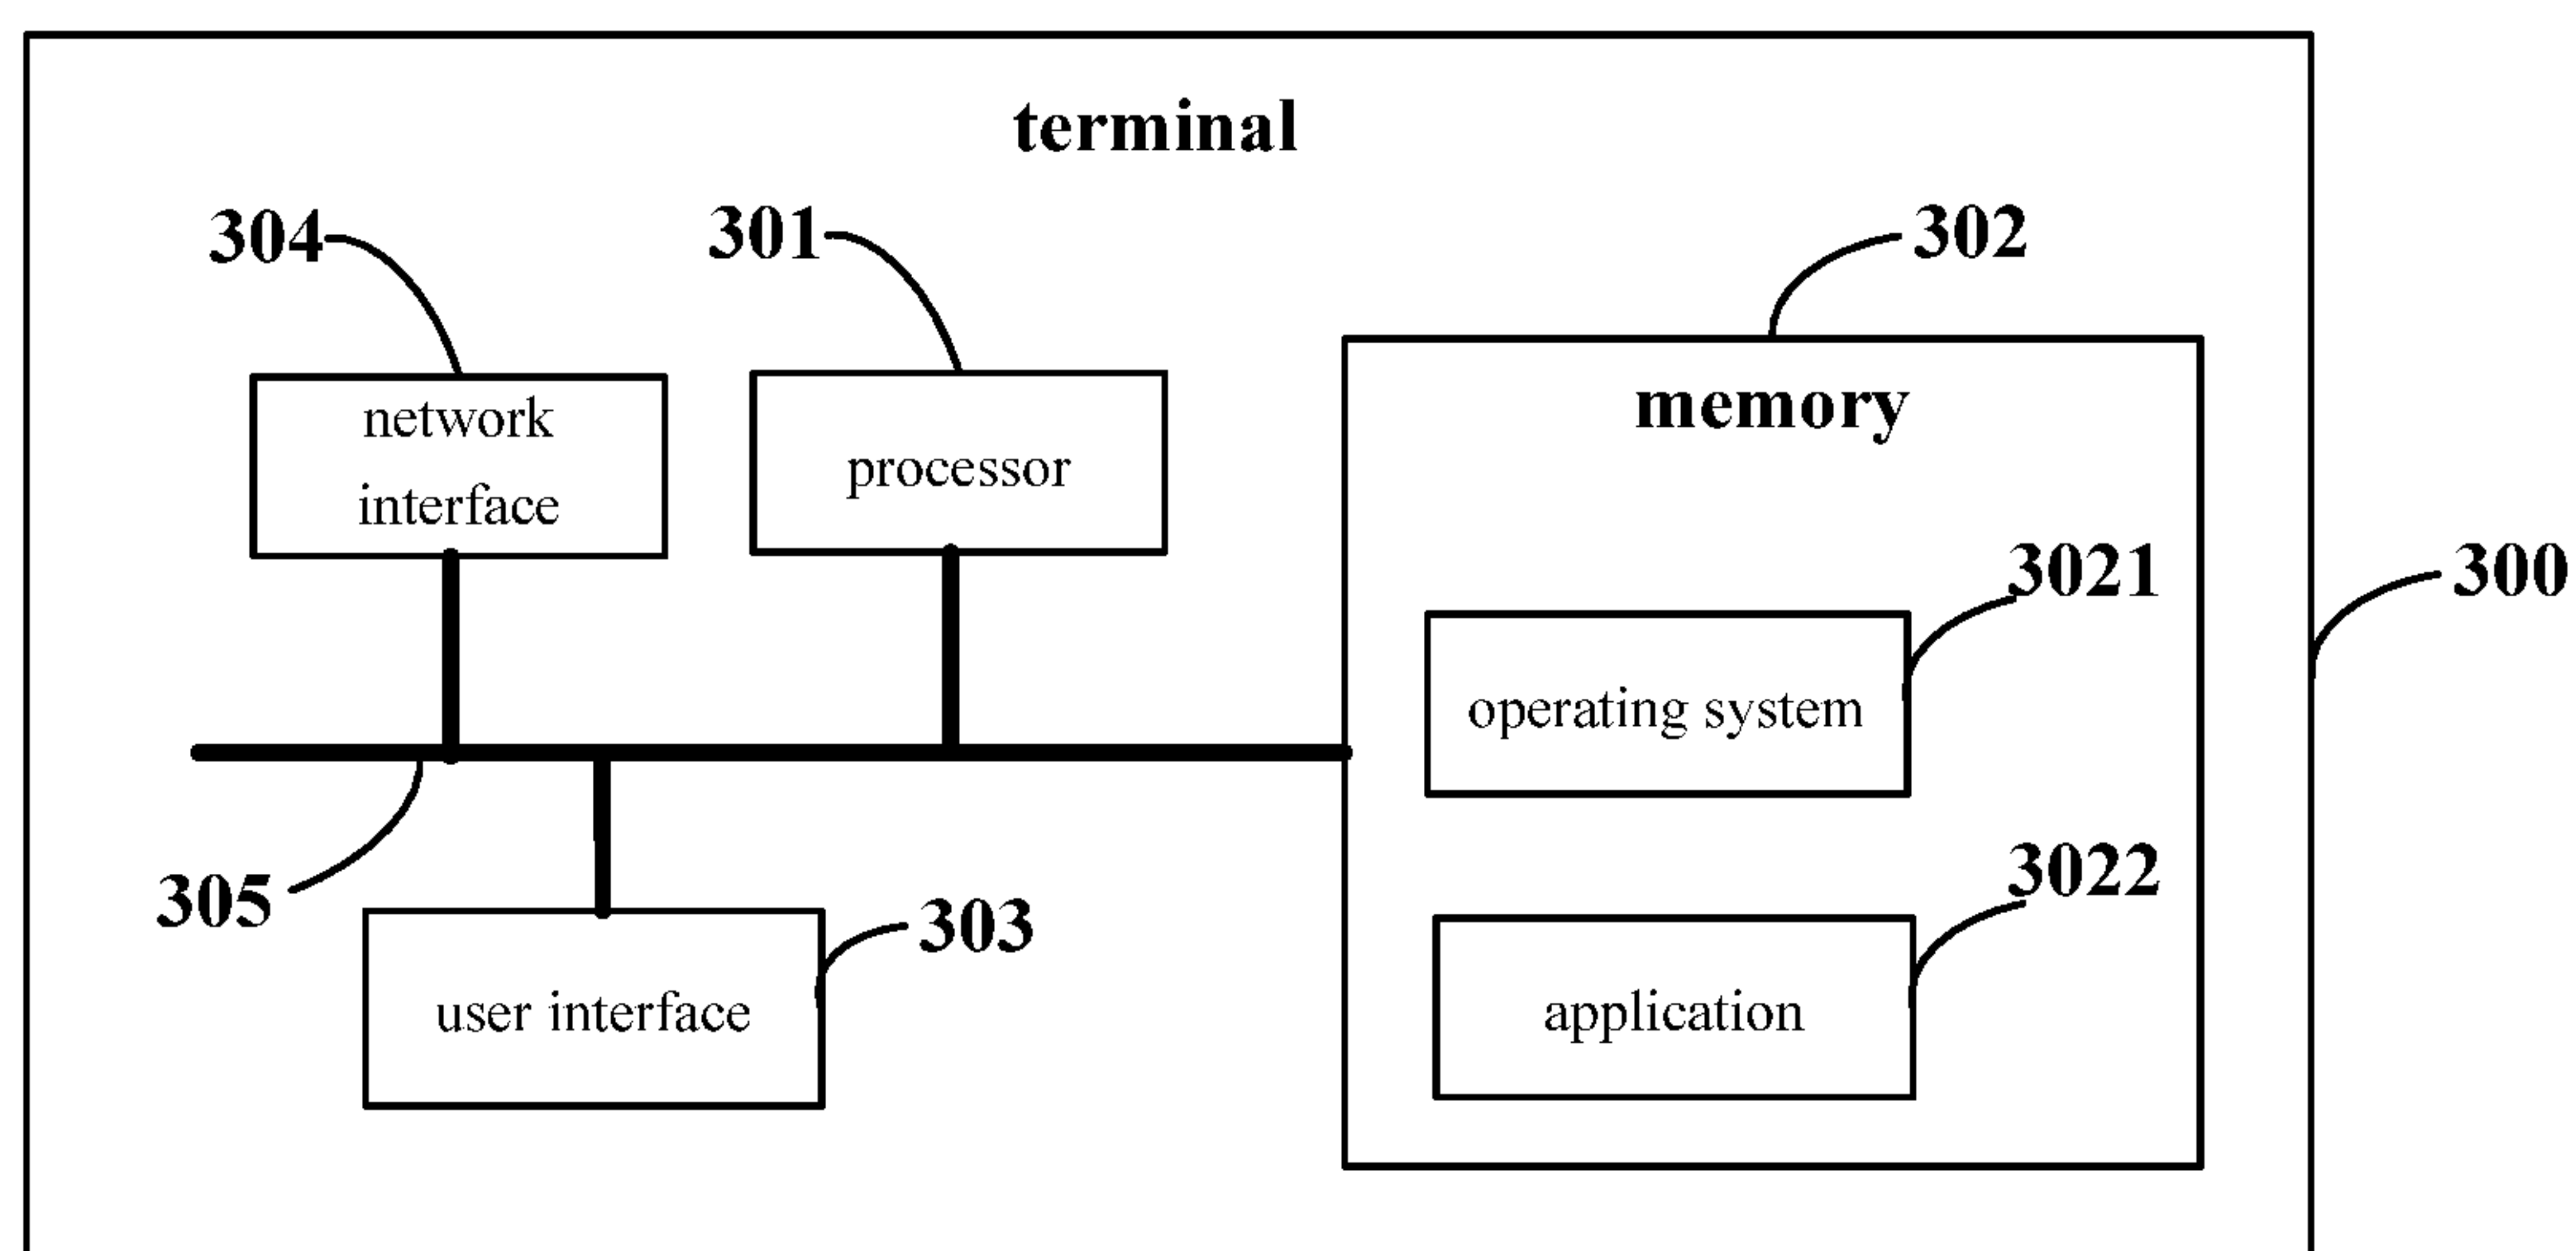 terminal
304
301
302
network
interface
processor
memory
3021
300
operating system
305
303
3022
user interface
application